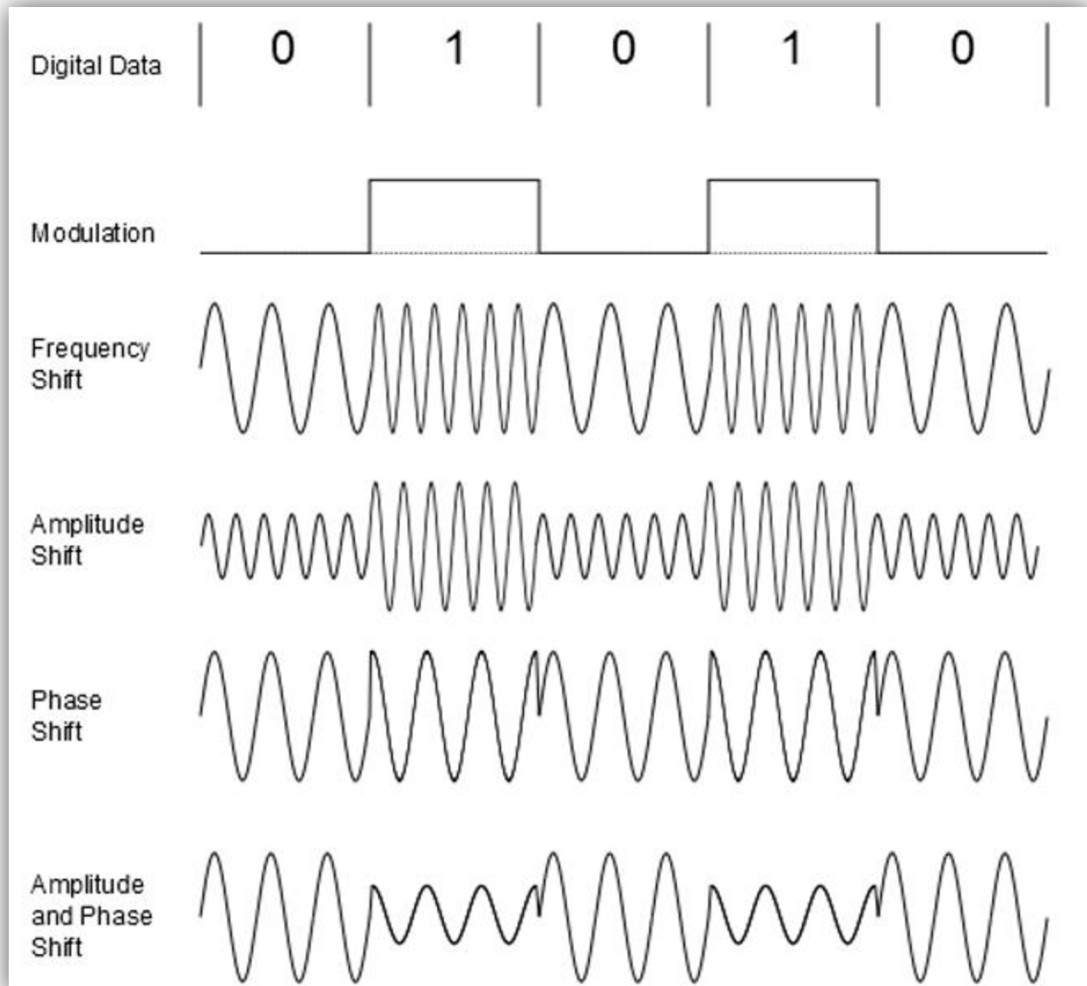 Digital Data 0 1 0 1 0
Modulation
Frequency
Shift
Amplitude
Shift
Phase
Shift
Amplitude
and Phase
Shift